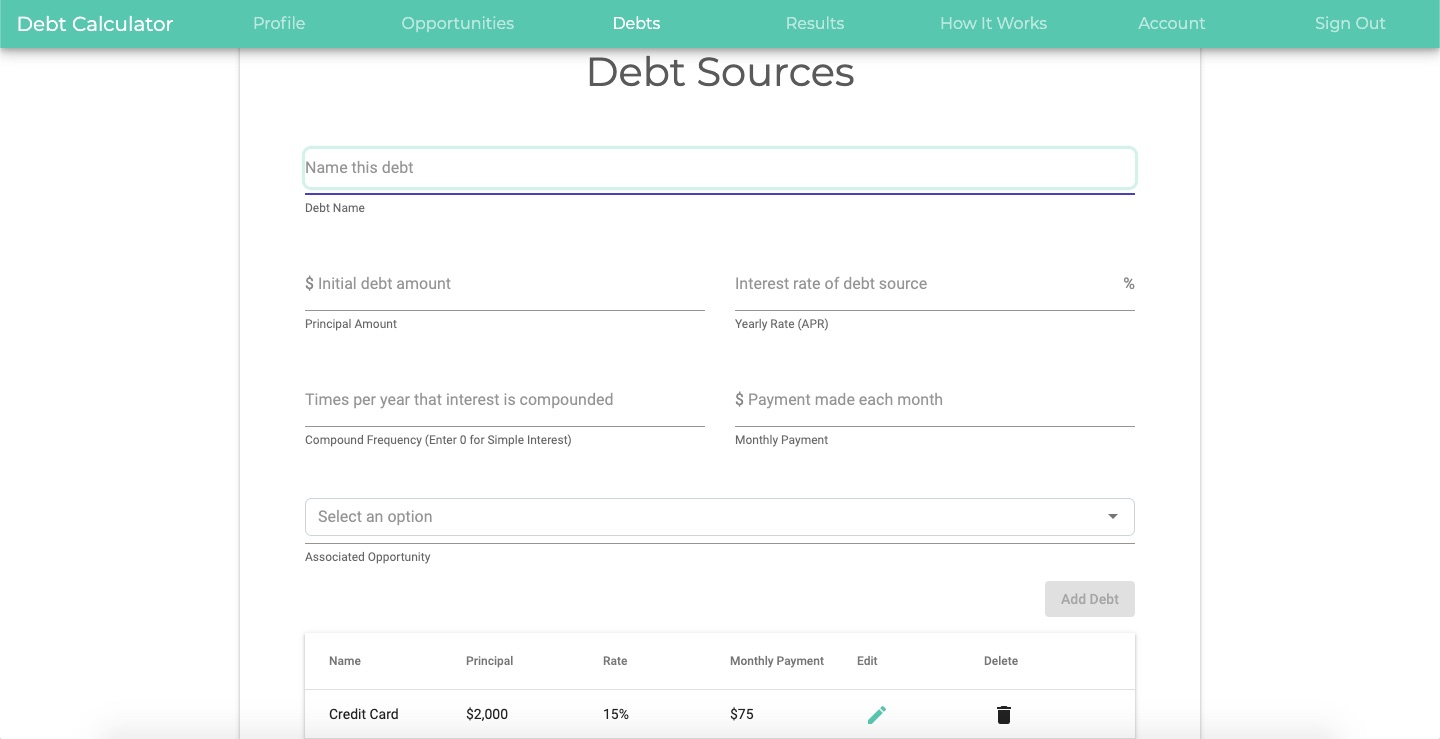 Debt Calculator Profile Opportunities Debts Results How It Works Account Sign Out
Debt Sources
Name this debt
Debt Name
$ Initial debt amount Interest rate of debt source %
Principal Amount Yearly Rate (APR)
Times per year that interest is compounded $ Payment made each month
Compound Frequency (Enter 0 for Simple Interest) Monthly Payment
Select an option
Associated Opportunity
Add Debt
Name Principal Rate Monthly Payment Edit Delete
Credit Card $2,000 15% $75